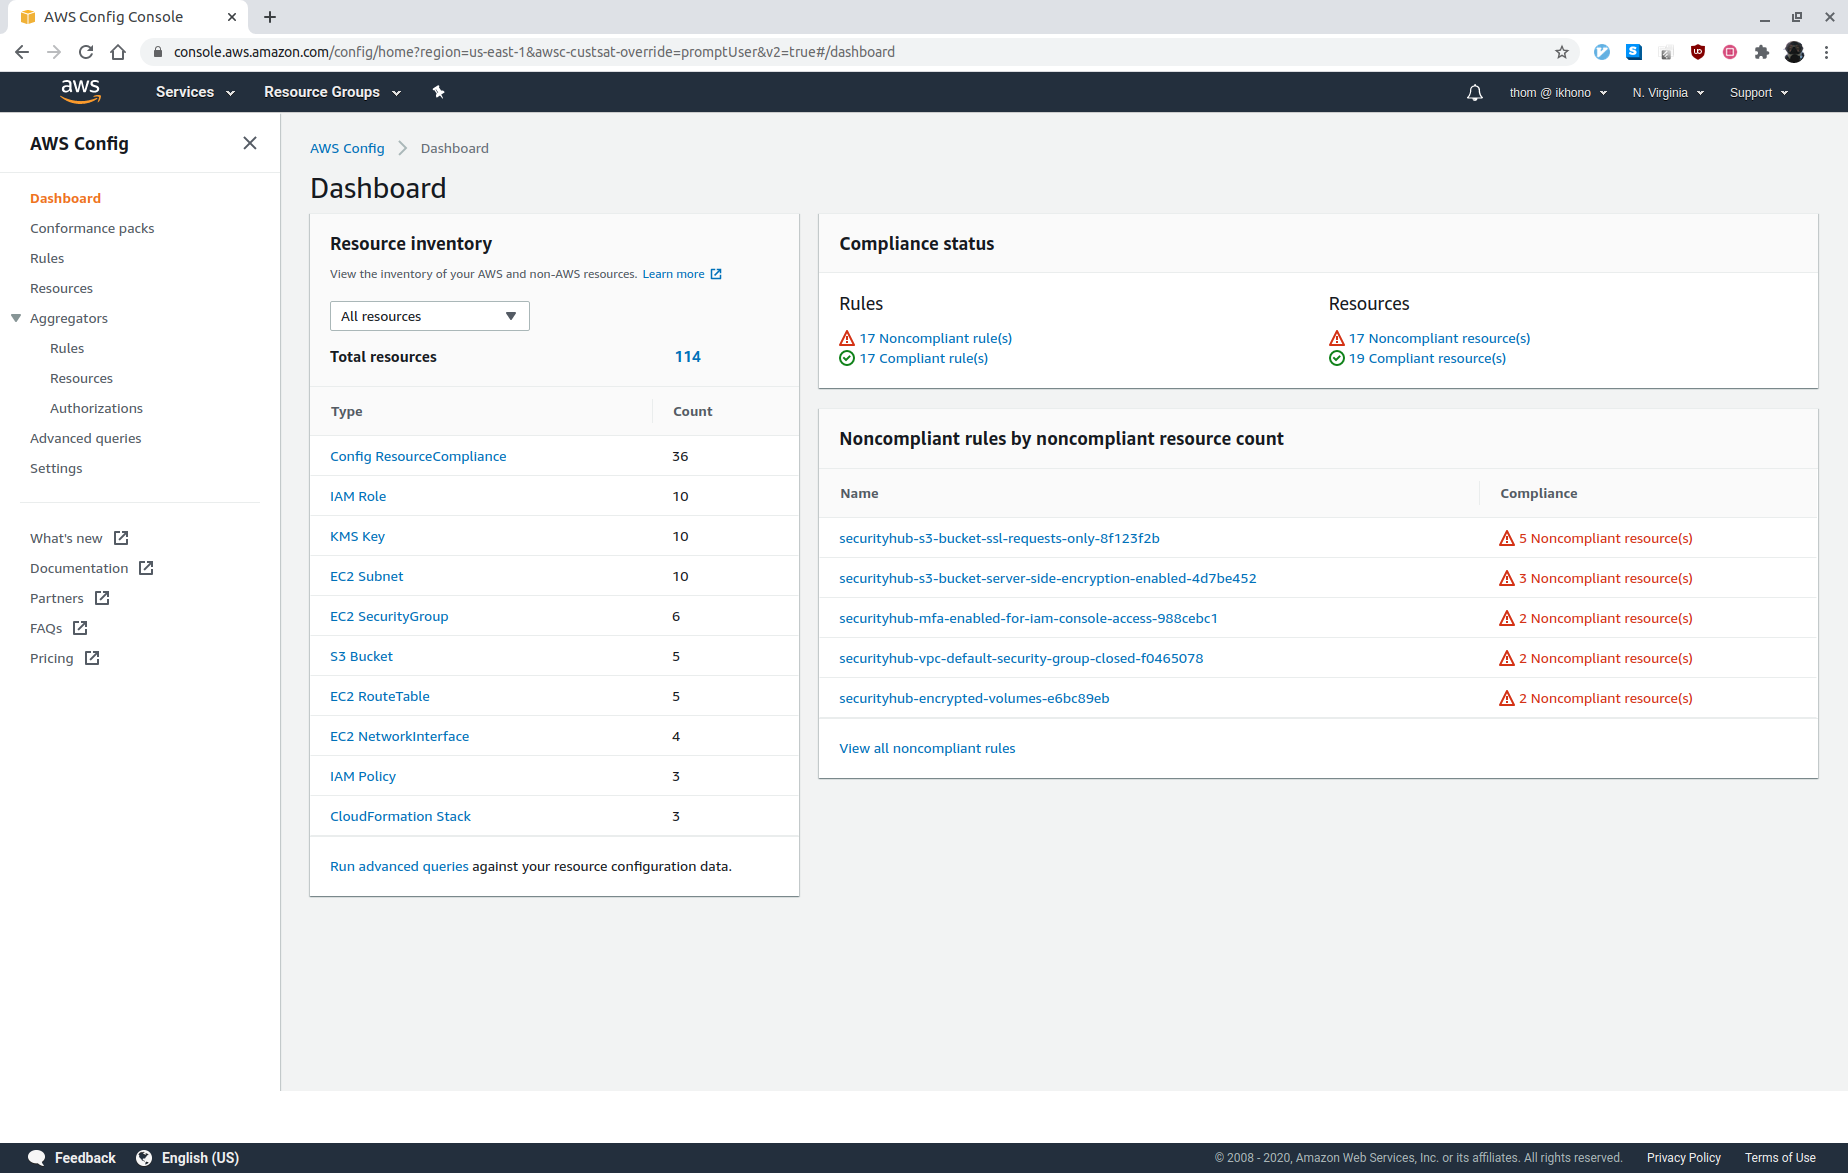 AWS Config Console
console.aws.amazon.com/config/home?region=us-east-1&awsc-custsat-override=promptUser&v2=true#/dashboard
aws
Services
Resource Groups
thom @ ikhono
N. Virginia
Support
AWS Config
Dashboard
Conformance packs
Rules
Resources
Aggregators
Rules
Resources
Authorizations
Advanced queries
Settings
What's new
Documentation
Partners
FAQs
Pricing
AWS Config > Dashboard
Dashboard
Resource inventory
View the inventory of your AWS and non-AWS resources. Learn more
All resources
Total resources 114
Type Count
Config ResourceCompliance 36
IAM Role 10
KMS Key 10
EC2 Subnet 10
EC2 SecurityGroup 6
S3 Bucket 5
EC2 RouteTable 5
EC2 NetworkInterface 4
IAM Policy 3
CloudFormation Stack 3
Run advanced queries against your resource configuration data.
Compliance status
Rules
17 Noncompliant rule(s)
17 Compliant rule(s)
Resources
17 Noncompliant resource(s)
19 Compliant resource(s)
Noncompliant rules by noncompliant resource count
Name Compliance
securityhub-s3-bucket-ssl-requests-only-8f123f2b 5 Noncompliant resource(s)
securityhub-s3-bucket-server-side-encryption-enabled-4d7be452 3 Noncompliant resource(s)
securityhub-mfa-enabled-for-iam-console-access-988cebc1 2 Noncompliant resource(s)
securityhub-vpc-default-security-group-closed-f0465078 2 Noncompliant resource(s)
securityhub-encrypted-volumes-e6bc89eb 2 Noncompliant resource(s)
View all noncompliant rules
Feedback
English (US)
© 2008 - 2020, Amazon Web Services, Inc. or its affiliates. All rights reserved.
Privacy Policy
Terms of Use